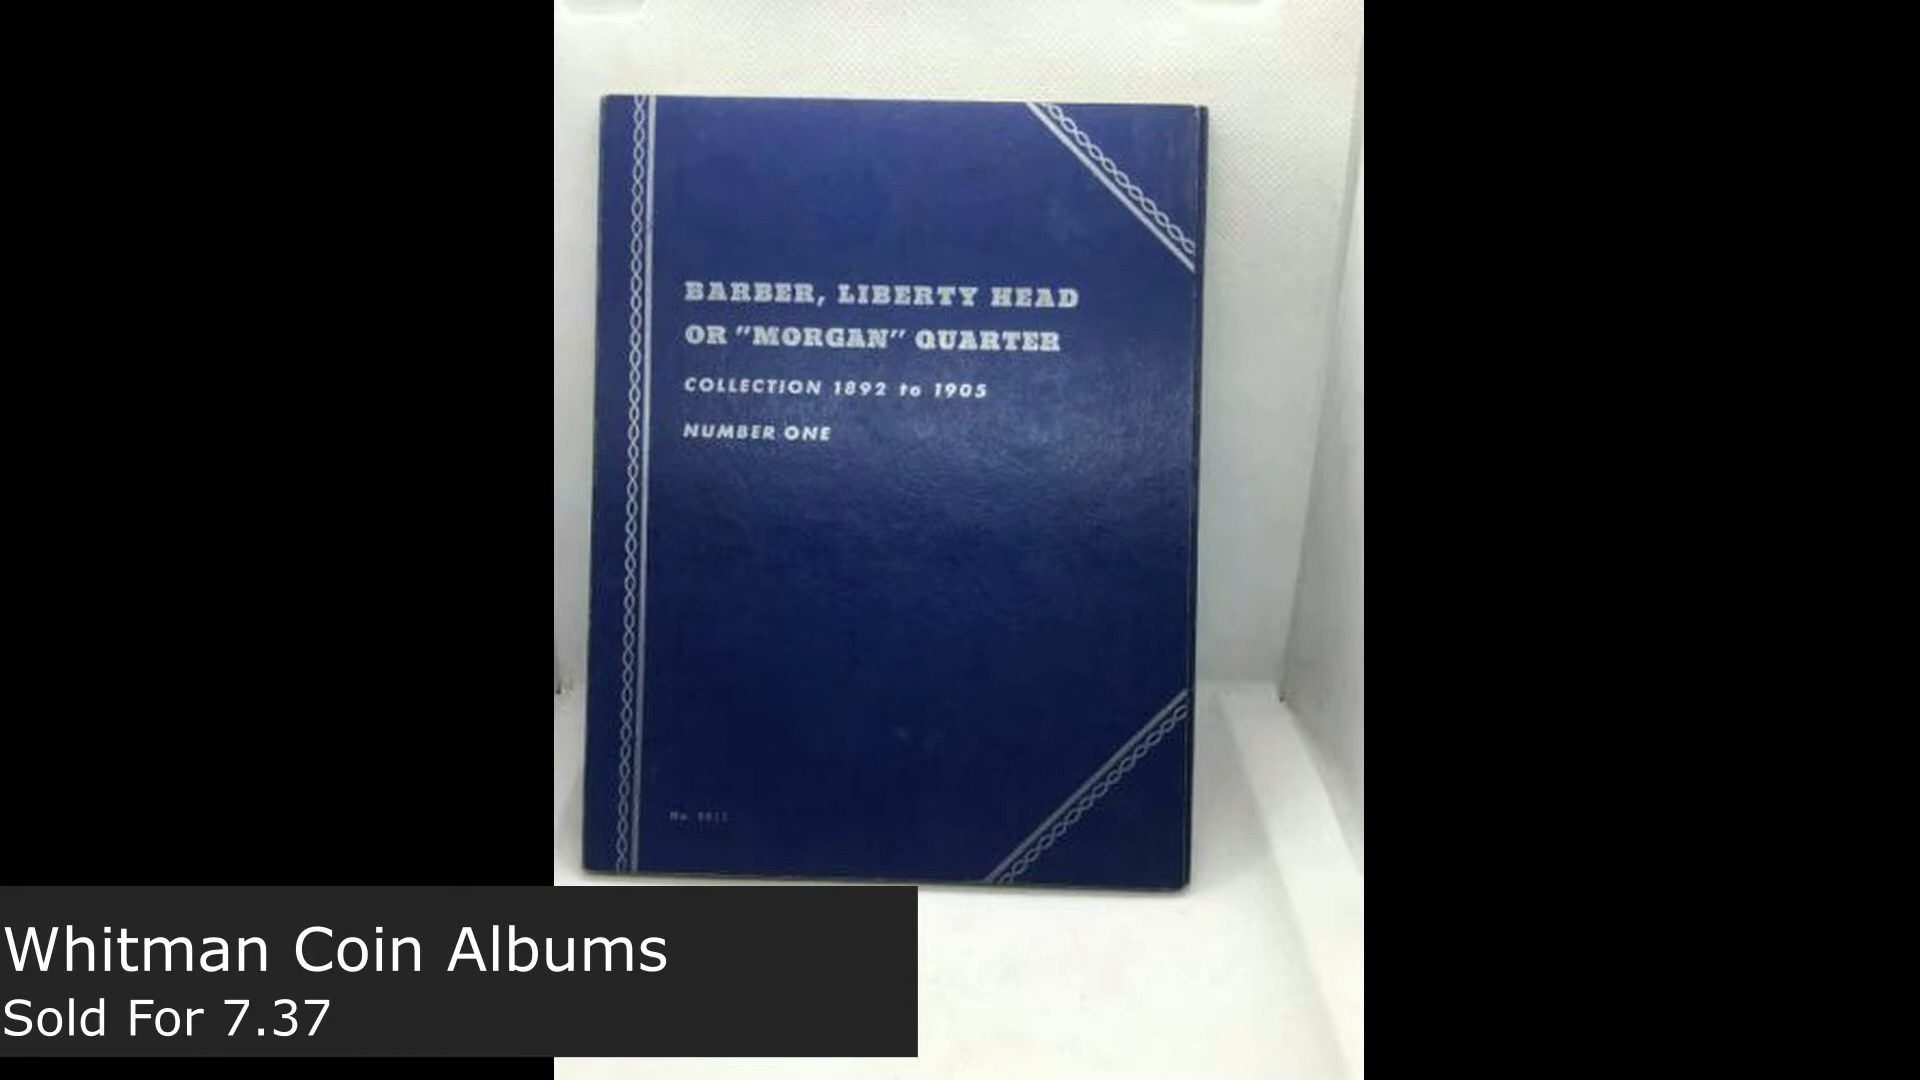 BARBER, LIBERTY HEAD
OR "MORGAN" QUARTER
COLLECTION 1892 to 1905
NUMBER ONE
No.
Whitman Coin Albums
Sold For 7.37